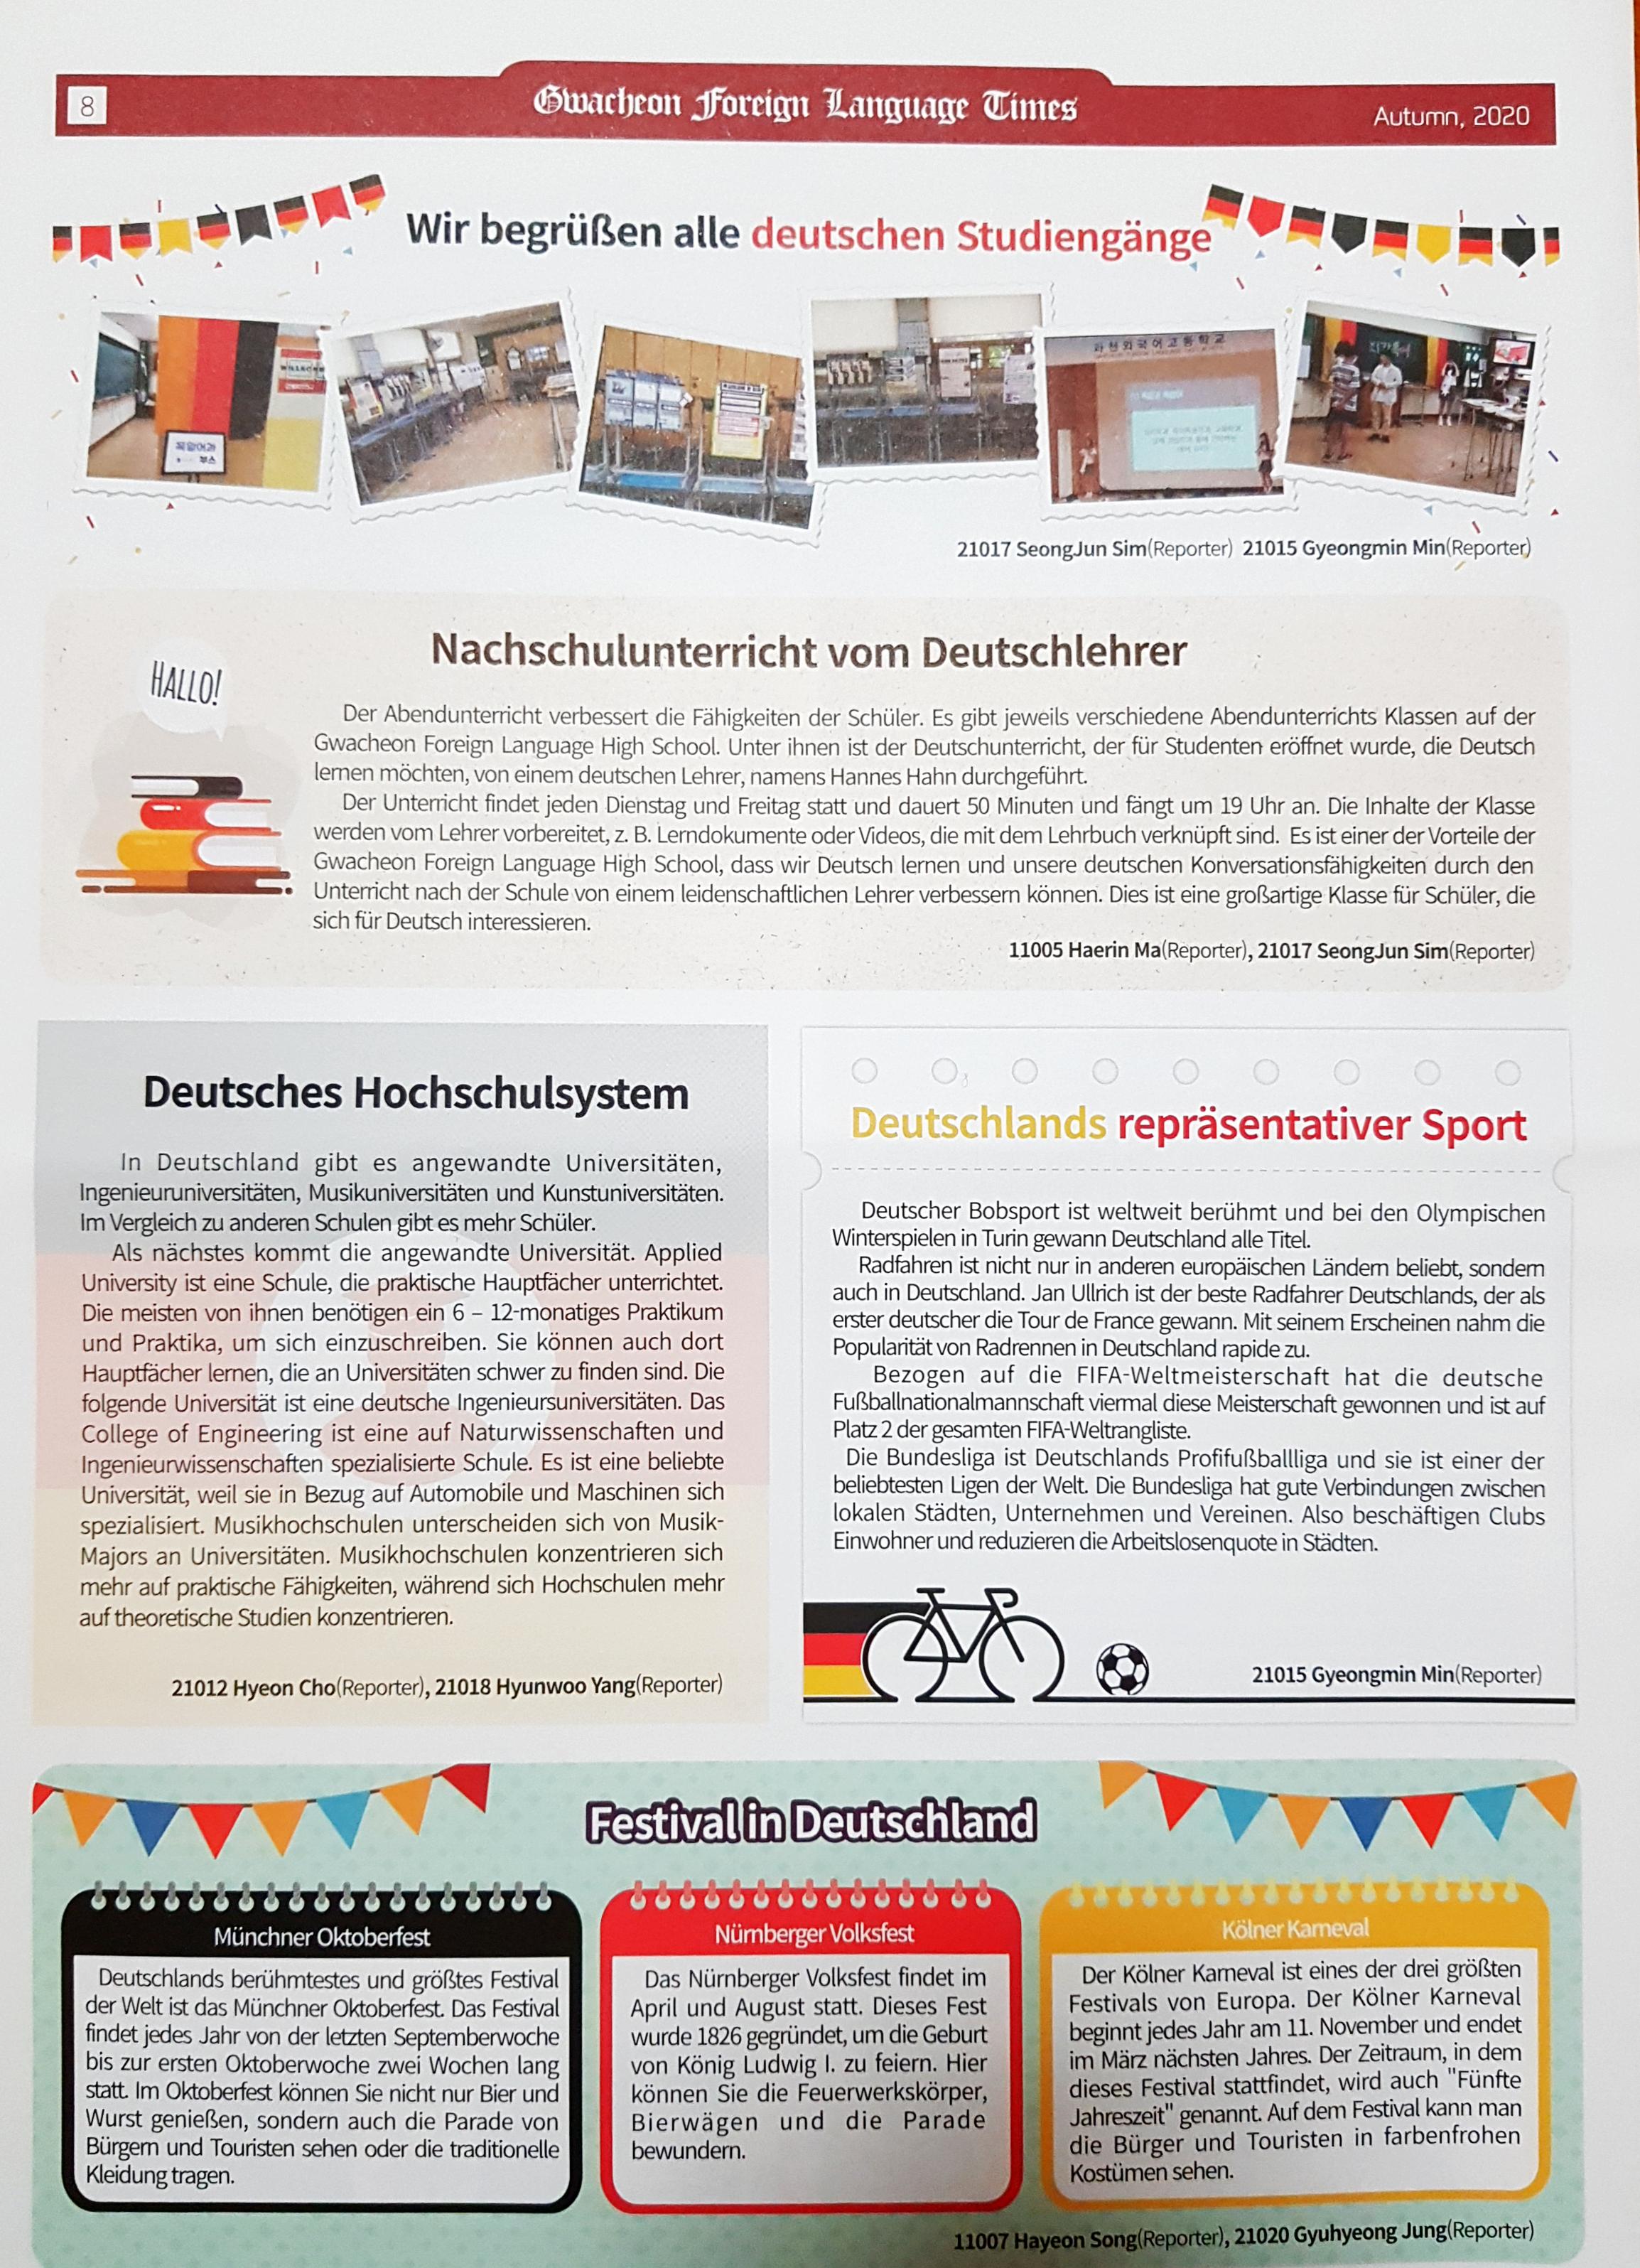 8
Gwacheon Foreign Language Times
Autumn, 2020
Wir begrüßen alle deutschen Studiengänge
독일어과
부스
과천외국어고등학교
21017 SeongJun Sim(Reporter) 21015 Gyeongmin Min(Reporter)
Nachschulunterricht vom Deutschlehrer
HALLO!
Der Abendunterricht verbessert die Fähigkeiten der Schüler. Es gibt jeweils verschiedene Abendunterrichts Klassen auf der
Gwacheon Foreign Language High School. Unter ihnen ist der Deutschunterricht, der für Studenten eröffnet wurde, die Deutsch
lernen möchten, von einem deutschen Lehrer, namens Hannes Hahn durchgeführt.
Der Unterricht findet jeden Dienstag und Freitag statt und dauert 50 Minuten und fängt um 19 Uhr an. Die Inhalte der Klasse
werden vom Lehrer vorbereitet, z. B. Lerndokumente oder Videos, die mit dem Lehrbuch verknüpft sind. Es ist einer der Vorteile der
Gwacheon Foreign Language High School, dass wir Deutsch lernen und unsere deutschen Konversationsfähigkeiten durch den
Unterricht nach der Schule von einem leidenschaftlichen Lehrer verbessern können. Dies ist eine großartige Klasse für Schüler, die
sich für Deutsch interessieren.
11005 Haerin Ma(Reporter), 21017 SeongJun Sim(Reporter)
Deutsches Hochschulsystem
In Deutschland gibt es angewandte Universitäten,
Ingenieuruniversitäten, Musikuniversitäten und Kunstuniversitäten.
Im Vergleich zu anderen Schulen gibt es mehr Schüler.
Als nächstes kommt die angewandte Universität. Applied
University ist eine Schule, die praktische Hauptfächer unterrichtet.
Die meisten von ihnen benötigen ein 6 – 12-monatiges Praktikum
und Praktika, um sich einzuschreiben. Sie können auch dort
Hauptfächer lernen, die an Universitäten schwer zu finden sind. Die
folgende Universität ist eine deutsche Ingenieursuniversitäten. Das
College of Engineering ist eine auf Naturwissenschaften und
Ingenieurwissenschaften spezialisierte Schule. Es ist eine beliebte
Universität, weil sie in Bezug auf Automobile und Maschinen sich
spezialisiert. Musikhochschulen unterscheiden sich von Musik-
Majors an Universitäten. Musikhochschulen konzentrieren sich
mehr auf praktische Fähigkeiten, während sich Hochschulen mehr
auf theoretische Studien konzentrieren.
21012 Hyeon Cho(Reporter), 21018 Hyunwoo Yang(Reporter)
Deutschlands repräsentativer Sport
Deutscher Bobsport ist weltweit berühmt und bei den Olympischen
Winterspielen in Turin gewann Deutschland alle Titel.
Radfahren ist nicht nur in anderen europäischen Ländern beliebt, sondern
auch in Deutschland. Jan Ullrich ist der beste Radfahrer Deutschlands, der als
erster deutscher die Tour de France gewann. Mit seinem Erscheinen nahm die
Popularität von Radrennen in Deutschland rapide zu.
Bezogen auf die FIFA-Weltmeisterschaft hat die deutsche
Fußballnationalmannschaft viermal diese Meisterschaft gewonnen und ist auf
Platz 2 der gesamten FIFA-Weltrangliste.
Die Bundesliga ist Deutschlands Profifußballliga und sie ist einer der
beliebtesten Ligen der Welt. Die Bundesliga hat gute Verbindungen zwischen
lokalen Städten, Unternehmen und Vereinen. Also beschäftigen Clubs
Einwohner und reduzieren die Arbeitslosenquote in Städten.
21015 Gyeongmin Min(Reporter)
Festival in Deutschland
Münchner Oktoberfest
Deutschlands berühmtestes und größtes Festival
der Welt ist das Münchner Oktoberfest. Das Festival
findet jedes Jahr von der letzten Septemberwoche
bis zur ersten Oktoberwoche zwei Wochen lang
statt. Im Oktoberfest können Sie nicht nur Bier und
Wurst genießen, sondern auch die Parade von
Bürgern und Touristen sehen oder die traditionelle
Kleidung tragen.
Nürnberger Volksfest
Das Nürnberger Volksfest findet im
April und August statt. Dieses Fest
wurde 1826 gegründet, um die Geburt
von König Ludwig I. zu feiern. Hier
können Sie die Feuerwerkskörper,
Bierwägen und die Parade
bewundern.
Kölner Karneval
Der Kölner Karneval ist eines der drei größten
Festivals von Europa. Der Kölner Karneval
beginnt jedes Jahr am 11. November und endet
im März nächsten Jahres. Der Zeitraum, in dem
dieses Festival stattfindet, wird auch "Fünfte
Jahreszeit" genannt. Auf dem Festival kann man
die Bürger und Touristen in farbenfrohen
Kostümen sehen.
11007 Hayeon Song(Reporter), 21020 Gyuhyeong Jung(Reporter)